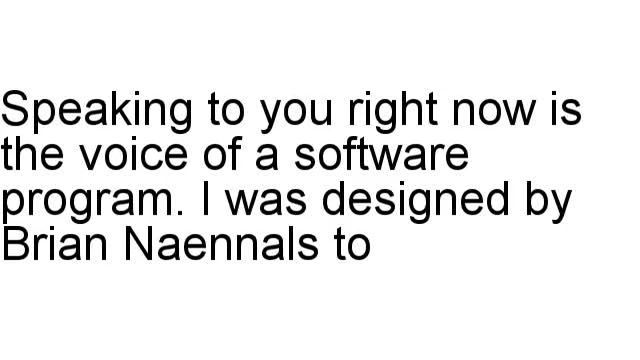 Speaking to you right now is
the voice of a software
program. I was designed by
Brian Naennals to